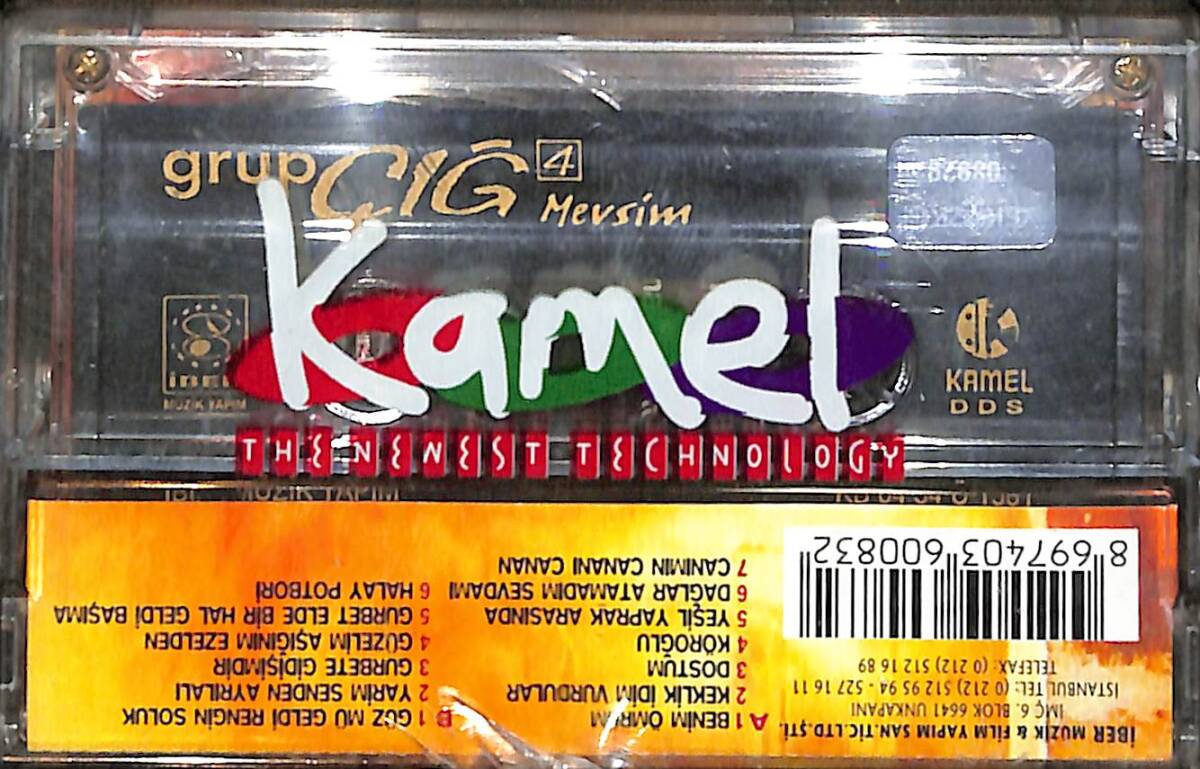 grup ÇIĞ 4
Mevsim
Kamel
THE NEWEST TECHNOLOGY
MÜZİK YAPIM
KAMEL
DDS
MÜZİK YAPIM
A 1 BENİM ÖMRÜM
2 KEKLİK İDİM VURDULAR
3 DOSTUM
4 KÖROĞLU
5 YEŞİL YAPRAK ARASINDA
6 DAĞLAR ATAMADIM SEVDAMI
7 CANIMIN CANANI CANAN
B 1 GÜZ MÜ GELDİ RENGİN SOLUK
2 YARİM SENDEN AYRILALI
3 GURBETE GİDİŞİMDİR
4 GÜZELİM AŞIĞINIM EZELDEN
5 GURBET ELDE BİR HAL GELDİ BAŞIMA
6 HALAY POTBORİ
İBER MÜZİK & FİLM YAPIM SAN.TİC.LTD.ŞTİ.
İMÇ 6. BLOK 6641 UNKAPANI
İSTANBUL TEL: (0 212) 512 95 94 - 527 16 11
TELEFAX: (0 212) 512 16 89
8 697403 600832